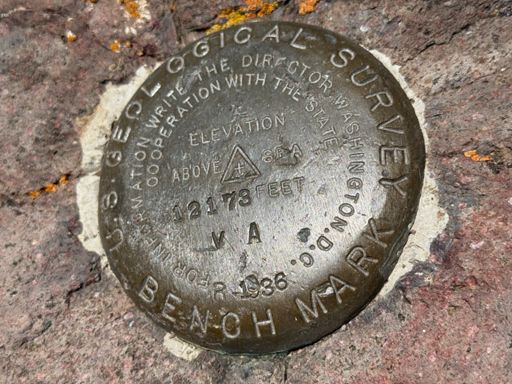 U.S. GEOLOGICAL SURVEY
FOR INFORMATION WRITE THE DIRECTOR, WASHINGTON, D.C.
COOPERATION WITH THE STATE
ELEVATION
ABOVE SEA
12173 FEET
V A
1936
BENCH MARK